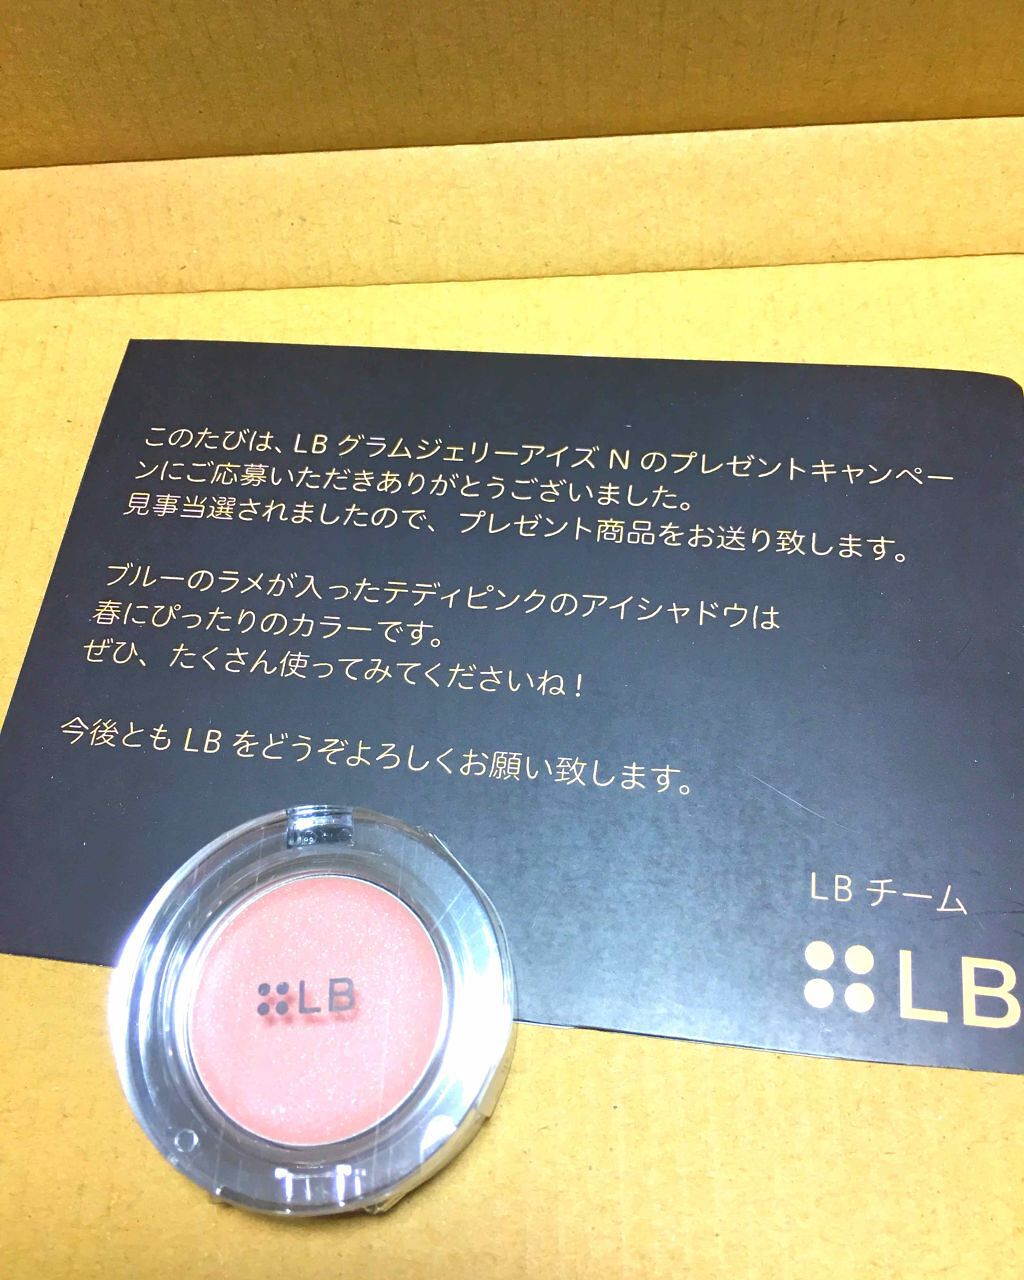 このたびは、LB グラムジェリーアイズ N のプレゼントキャンペー
ンにご応募いただきありがとうございました。
見事当選されましたので、プレゼント商品をお送り致します。
ブルーのラメが入ったテディピンクのアイシャドウは
春にぴったりのカラーです。
ぜひ、たくさん使ってみてくださいね！
今後とも LB をどうぞよろしくお願い致します。
LB チーム
LB
LB